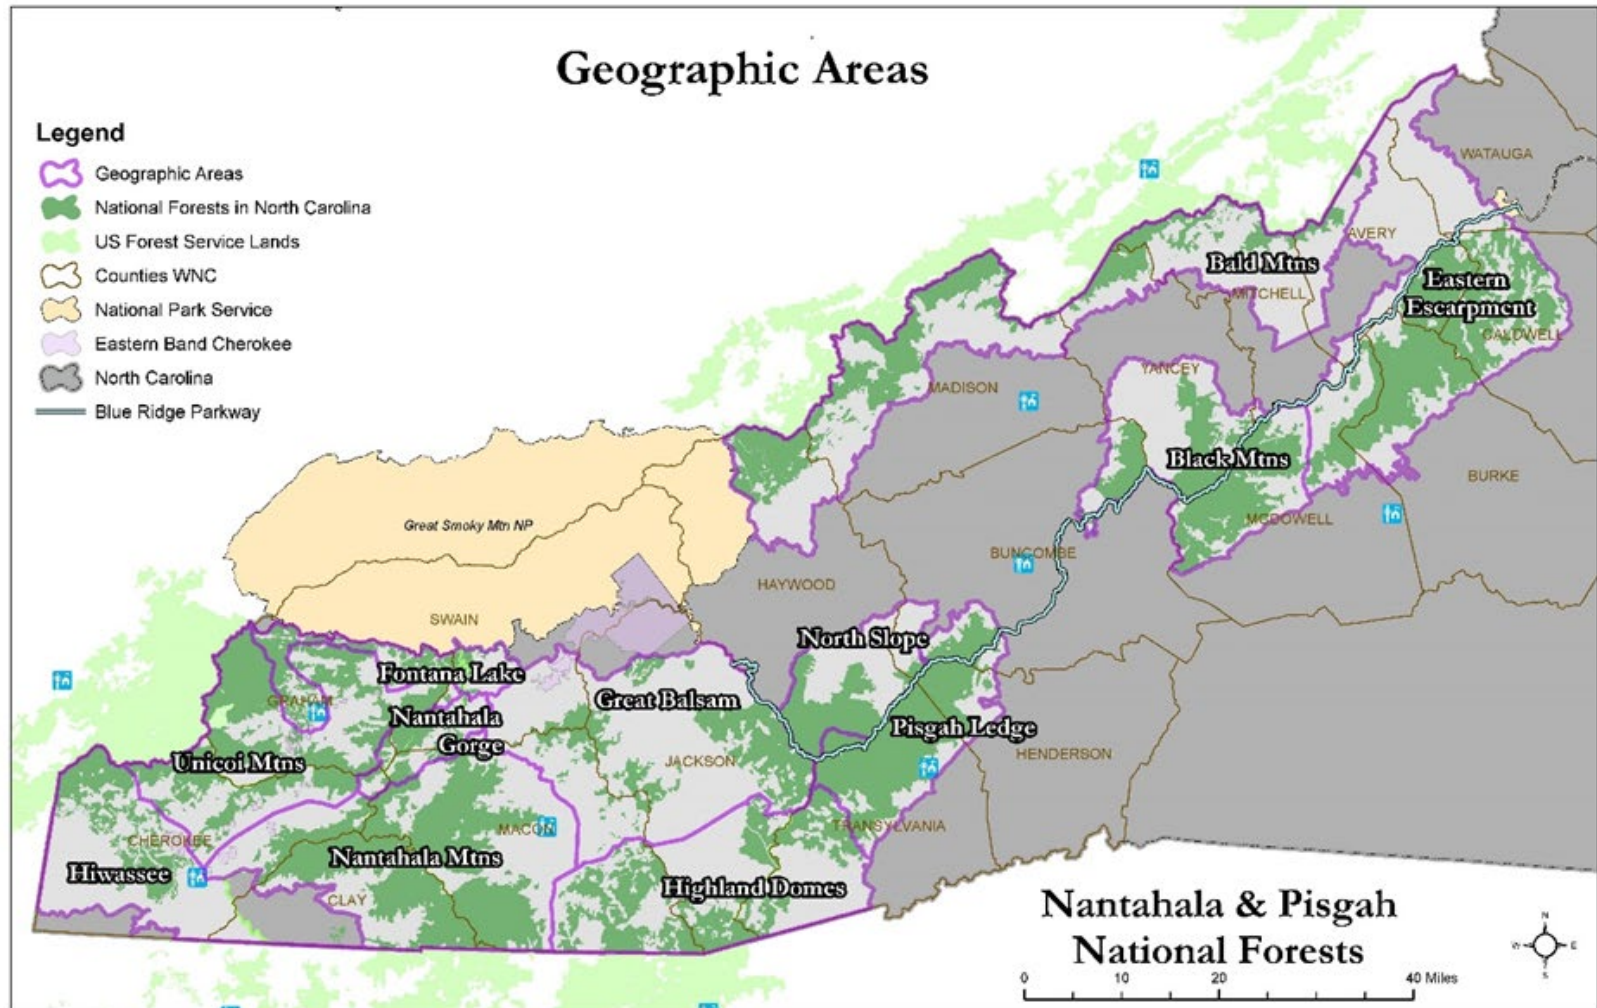 Geographic Areas
Legend
Geographic Areas
National Forests in North Carolina
US Forest Service Lands
Counties WNC
National Park Service
Eastern Band Cherokee
North Carolina
Blue Ridge Parkway
WATAUGA
AVERY
Bald Mtns
MITCHELL
Eastern
Escarpment
CALDWELL
YANCEY
MADISON
Black Mtns
BURKE
MCDOWELL
Great Smoky Mtn NP
BUNCOMBE
HAYWOOD
SWAIN
North Slope
Fontana Lake
Great Balsam
GRAHAM
Nantahala
Gorge
Pisgah Ledge
HENDERSON
Unicoi Mtns
JACKSON
TRANSYLVANIA
MACON
CHEROKEE
Nantahala Mtns
Hiwassee
Highland Domes
CLAY
Nantahala & Pisgah
National Forests
N
W E
S
0 10 20 40 Miles